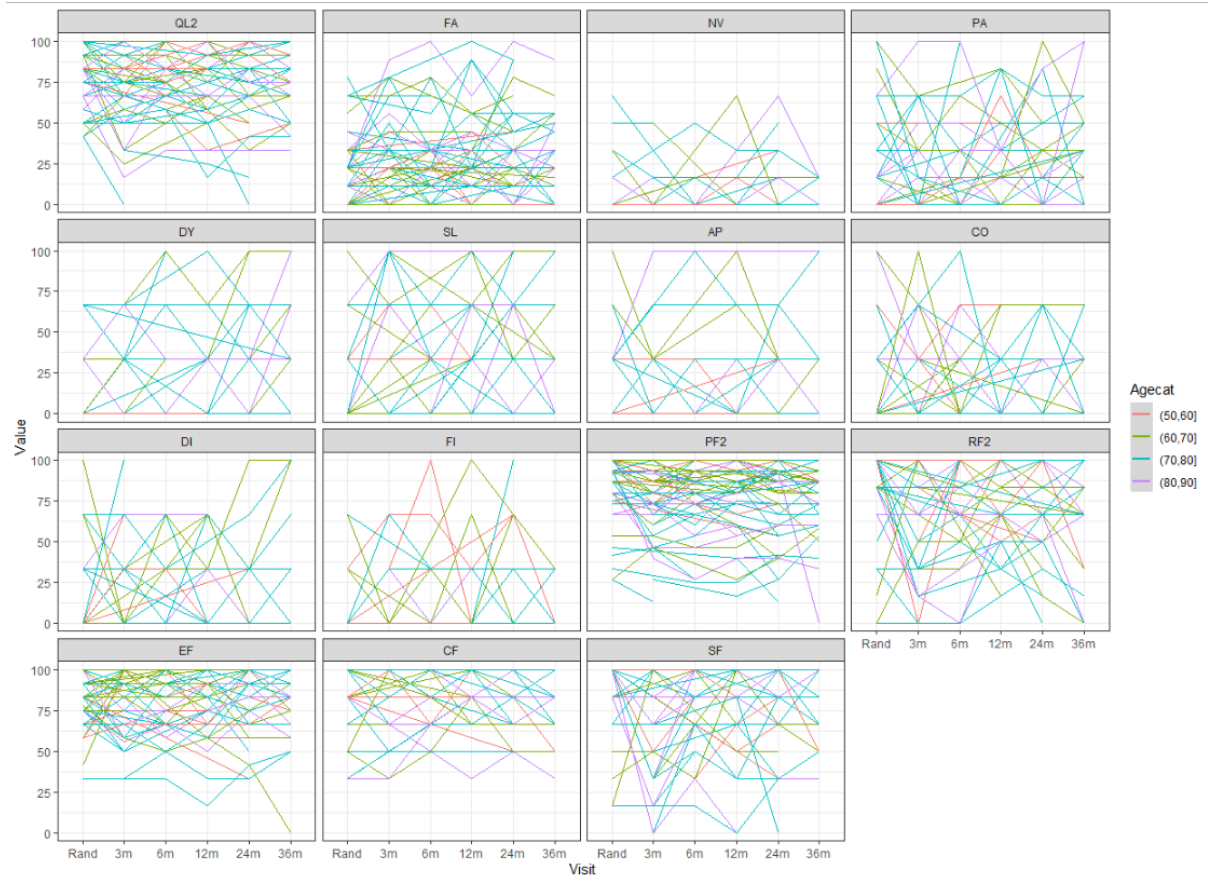 QL2 FA NV PA
100
75
50
25
0
DY SL AP CO
100
75
50
25
0
Value
Agecat
(50,60]
(60,70]
(70,80]
(80,90]
DI FI PF2 RF2
100
75
50
25
0
Rand 3m 6m 12m 24m 36m
EF CF SF
100
75
50
25
0
Rand 3m 6m 12m 24m 36m Rand 3m 6m 12m 24m 36m Rand 3m 6m 12m 24m 36m
Visit